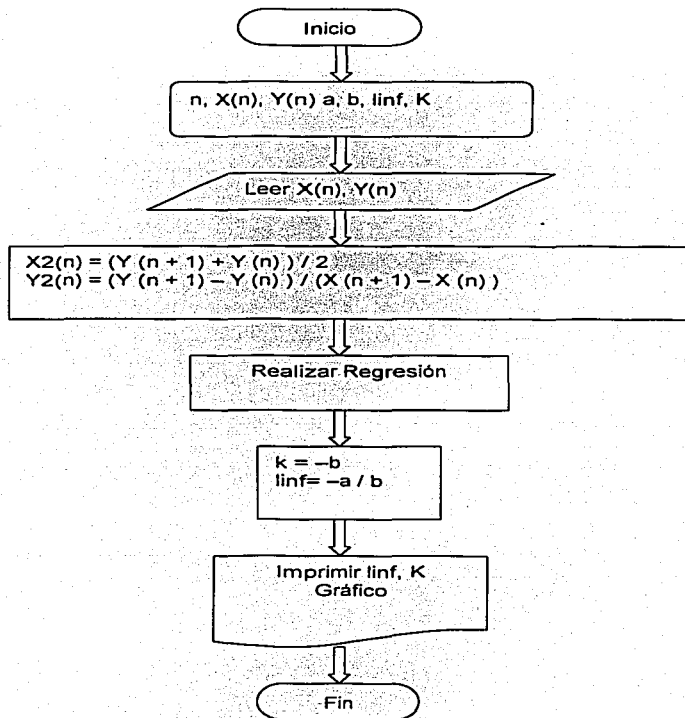 Inicio
n, X(n), Y(n) a, b, linf, K
Leer X(n), Y(n)
X2(n) = (Y (n + 1) + Y (n) ) / 2
Y2(n) = (Y (n + 1) – Y (n) ) / (X (n + 1) – X (n) )
Realizar Regresión
k = –b
linf= –a / b
Imprimir linf, K
Gráfico
Fin